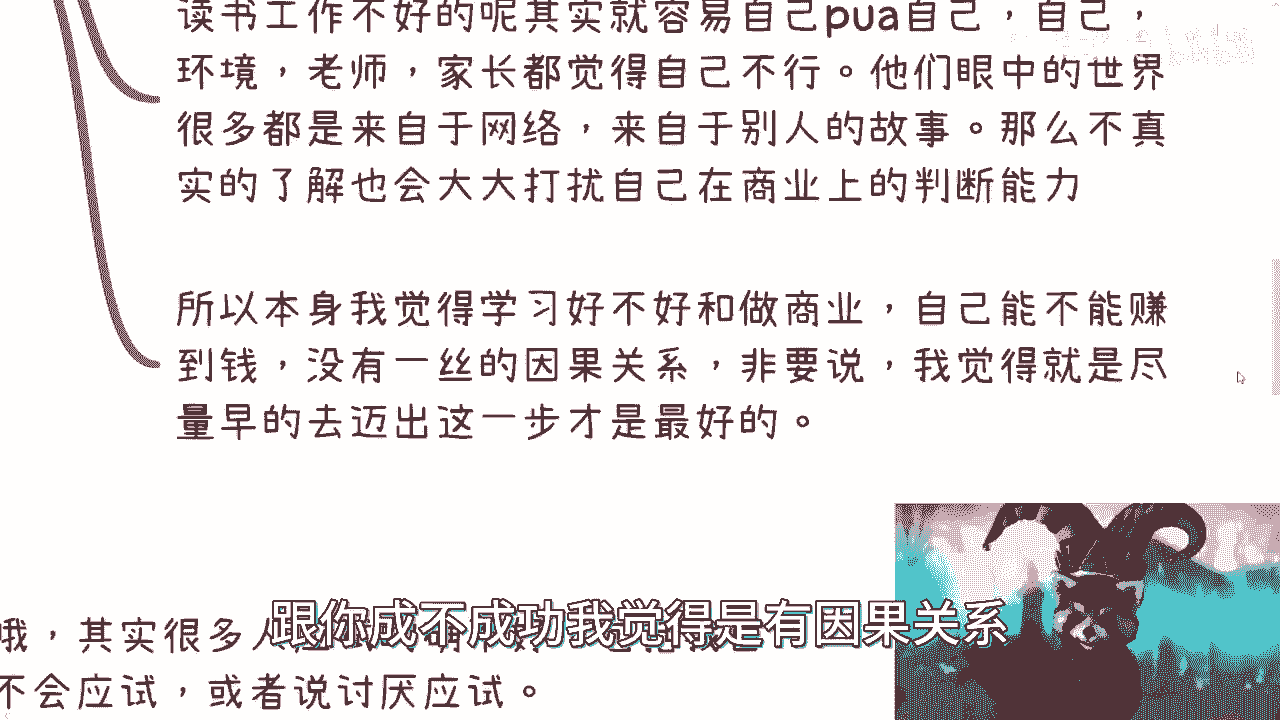 读书工作不好的呢其实就容易自己pua自己，自己，
环境，老师，家长都觉得自己不行。他们眼中的世界
很多都是来自于网络，来自于别人的故事。那么不真
实的了解也会大大打扰自己在商业上的判断能力
所以本身我觉得学习好不好和做商业，自己能不能赚
到钱，没有一丝的因果关系，非要说，我觉得就是尽
量早的去迈出这一步才是最好的。
哦，其实很多人
跟你成不成功我觉得是有因果关系
不会应试，或者说讨厌应试。